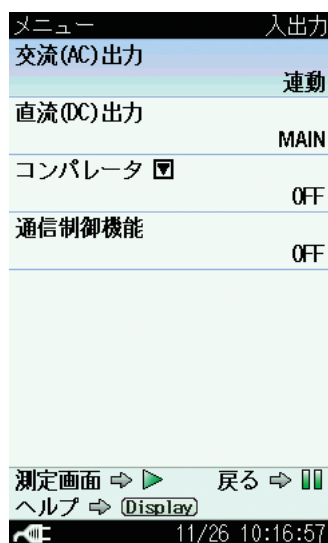 メニュー 入出力
交流(AC)出力
連動
直流(DC)出力
MAIN
コンパレータ ▼
OFF
通信制御機能
OFF
測定画面 ⇨ ▷ 戻る ⇨ ▯▯
ヘルプ ⇨ (Display)
11/26 10:16:57